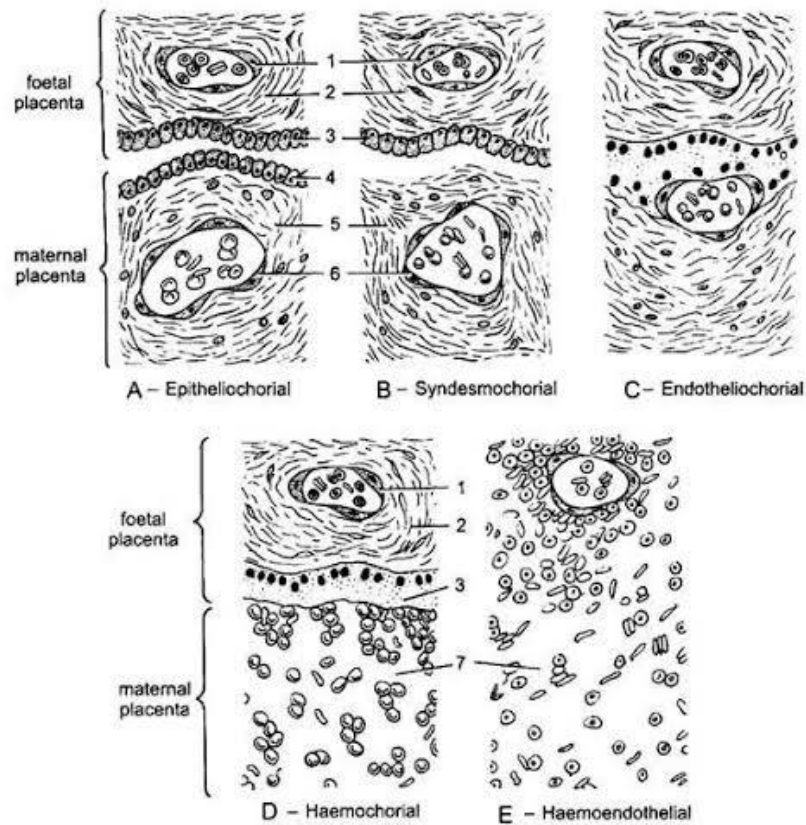 foetal
placenta
1
2
3
4
maternal
placenta
5
6
A – Epitheliochorial
B – Syndesmochorial
C – Endotheliochorial
foetal
placenta
1
2
3
maternal
placenta
7
D – Haemochorial
E – Haemoendothelial